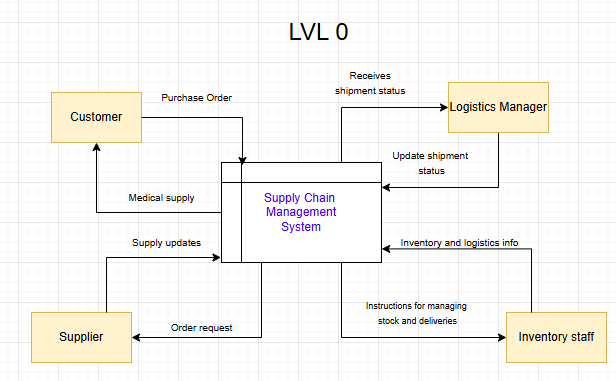 LVL 0
Receives
shipment status
Purchase Order
Logistics Manager
Customer
Update shipment
status
Supply Chain
Management
System
Medical supply
Supply updates
Inventory and logistics info
Instructions for managing
stock and deliveries
Order request
Supplier
Inventory staff